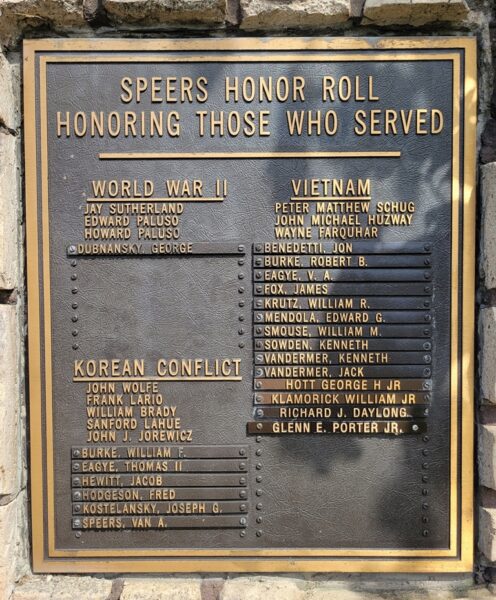 SPEERS HONOR ROLL
HONORING THOSE WHO SERVED
WORLD WAR II
JAY SUTHERLAND
EDWARD PALUSO
HOWARD PALUSO
DUBNANSKY, GEORGE
KOREAN CONFLICT
JOHN WOLFE
FRANK LARIO
WILLIAM BRADY
SANFORD LAHUE
JOHN J. JOREWICZ
BURKE, WILLIAM F.
EAGYE, THOMAS II
HEWITT, JACOB
HODGESON, FRED
KOSTELANSKY, JOSEPH G.
SPEERS, VAN A.
VIETNAM
PETER MATTHEW SCHUG
JOHN MICHAEL HUZWAY
WAYNE FARQUHAR
BENEDETTI, JON
BURKE, ROBERT B.
EAGYE, V. A.
FOX, JAMES
KRUTZ, WILLIAM R.
MENDOLA, EDWARD G.
SMOUSE, WILLIAM M.
SOWDEN, KENNETH
VANDERMER, KENNETH
VANDERMER, JACK
HOTT GEORGE H JR
KLAMORICK WILLIAM JR
RICHARD J. DAYLONG
GLENN E. PORTER JR.